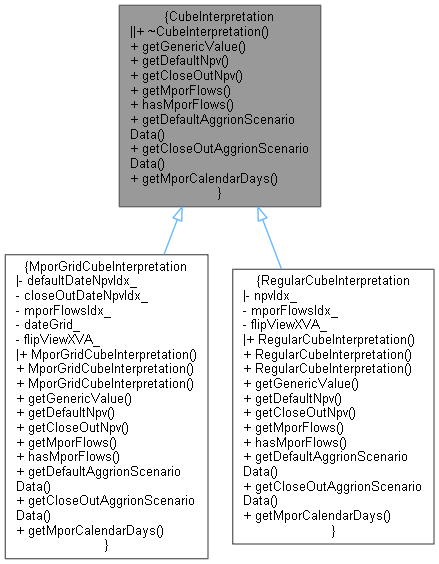 {CubeInterpretation
||+ ~CubeInterpretation()
+ getGenericValue()
+ getDefaultNpv()
+ getCloseOutNpv()
+ getMporFlows()
+ hasMporFlows()
+ getDefaultAggrionScenario
Data()
+ getCloseOutAggrionScenario
Data()
+ getMporCalendarDays()
}
{MporGridCubeInterpretation
|- defaultDateNpvIdx_
- closeOutDateNpvIdx_
- mporFlowsIdx_
- dateGrid_
- flipViewXVA_
|+ MporGridCubeInterpretation()
+ MporGridCubeInterpretation()
+ MporGridCubeInterpretation()
+ getGenericValue()
+ getDefaultNpv()
+ getCloseOutNpv()
+ getMporFlows()
+ hasMporFlows()
+ getDefaultAggrionScenario
Data()
+ getCloseOutAggrionScenario
Data()
+ getMporCalendarDays()
}
{RegularCubeInterpretation
|- npvIdx_
- mporFlowsIdx_
- flipViewXVA_
|+ RegularCubeInterpretation()
+ RegularCubeInterpretation()
+ RegularCubeInterpretation()
+ getGenericValue()
+ getDefaultNpv()
+ getCloseOutNpv()
+ getMporFlows()
+ hasMporFlows()
+ getDefaultAggrionScenario
Data()
+ getCloseOutAggrionScenario
Data()
+ getMporCalendarDays()
}